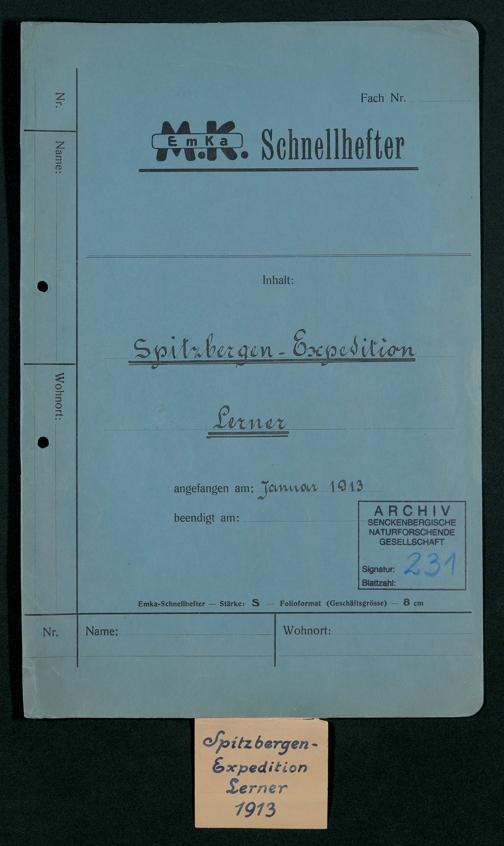 Fach Nr.
M.K.
EmKa
Schnellhefter
Inhalt:
Spitzbergen-Expedition
Lerner
angefangen am: Januar 1913
beendigt am:
ARCHIV
SENCKENBERGISCHE
NATURFORSCHENDE
GESELLSCHAFT
Signatur: 231
Blattzahl:
Emka-Schnellhefter — Stärke: S — Folioformat (Geschäftsgrösse) — 8 cm
Nr.
Name:
Wohnort:
Nr.
Name:
Wohnort:
Spitzbergen-
Expedition
Lerner
1913